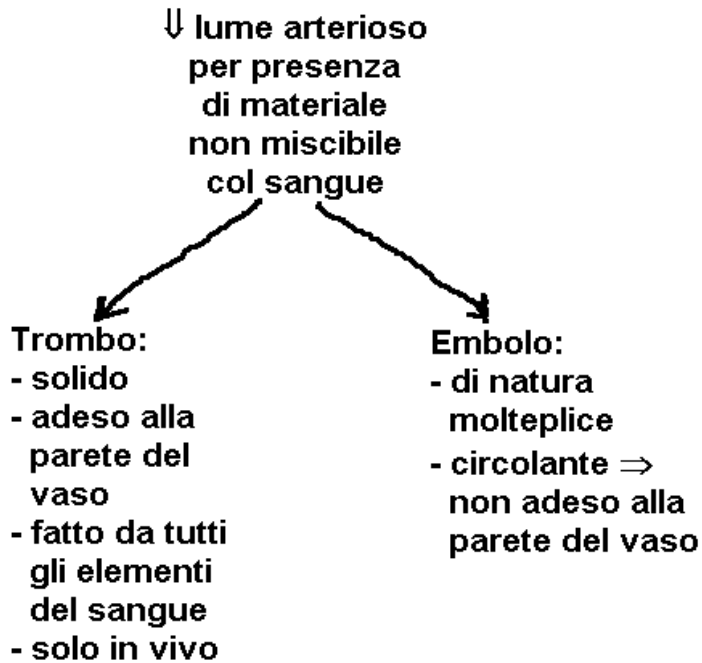 ⇓ lume arterioso
per presenza
di materiale
non miscibile
col sangue
Trombo:
- solido
- adeso alla
parete del
vaso
- fatto da tutti
gli elementi
del sangue
- solo in vivo
Embolo:
- di natura
molteplice
- circolante ⇒
non adeso alla
parete del vaso